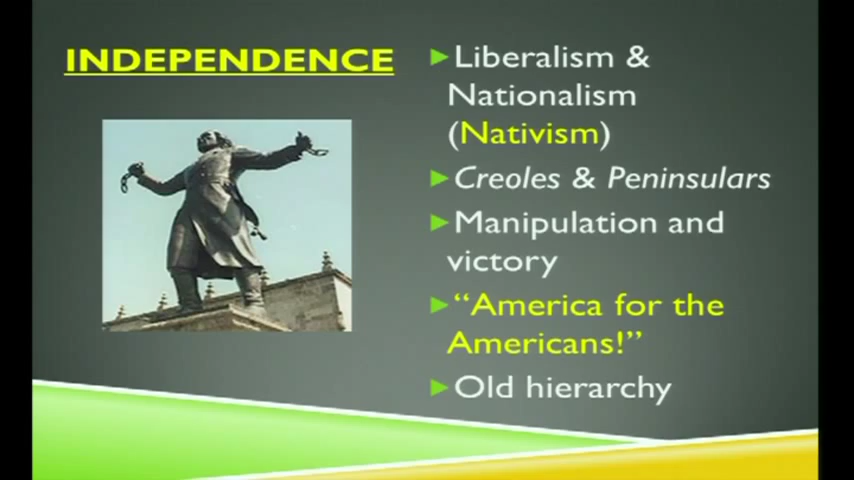 INDEPENDENCE
Liberalism &
Nationalism
(Nativism)
Creoles & Peninsulars
Manipulation and
victory
“America for the
Americans!”
Old hierarchy